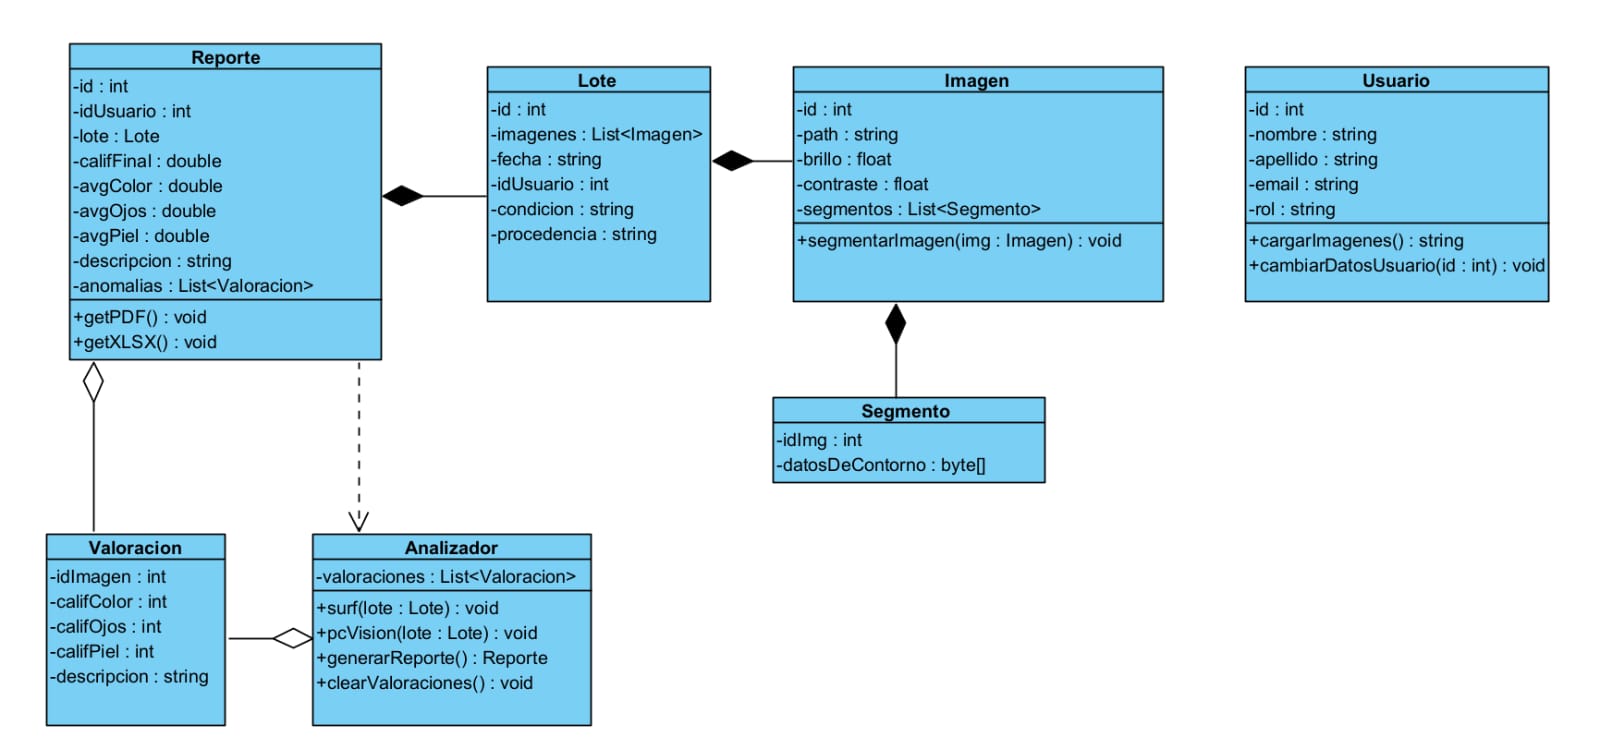 Reporte
-id : int
-idUsuario : int
-lote : Lote
-califFinal : double
-avgColor : double
-avgOjos : double
-avgPiel : double
-descripcion : string
-anomalias : List<Valoracion>
+getPDF() : void
+getXLSX() : void
Lote
-id : int
-imagenes : List<Imagen>
-fecha : string
-idUsuario : int
-condicion : string
-procedencia : string
Imagen
-id : int
-path : string
-brillo : float
-contraste : float
-segmentos : List<Segmento>
+segmentarImagen(img : Imagen) : void
Usuario
-id : int
-nombre : string
-apellido : string
-email : string
-rol : string
+cargarImagenes() : string
+cambiarDatosUsuario(id : int) : void
Segmento
-idImg : int
-datosDeContorno : byte[]
Valoracion
-idImagen : int
-califColor : int
-califOjos : int
-califPiel : int
-descripcion : string
Analizador
-valoraciones : List<Valoracion>
+surf(lote : Lote) : void
+pcVision(lote : Lote) : void
+generarReporte() : Reporte
+clearValoraciones() : void